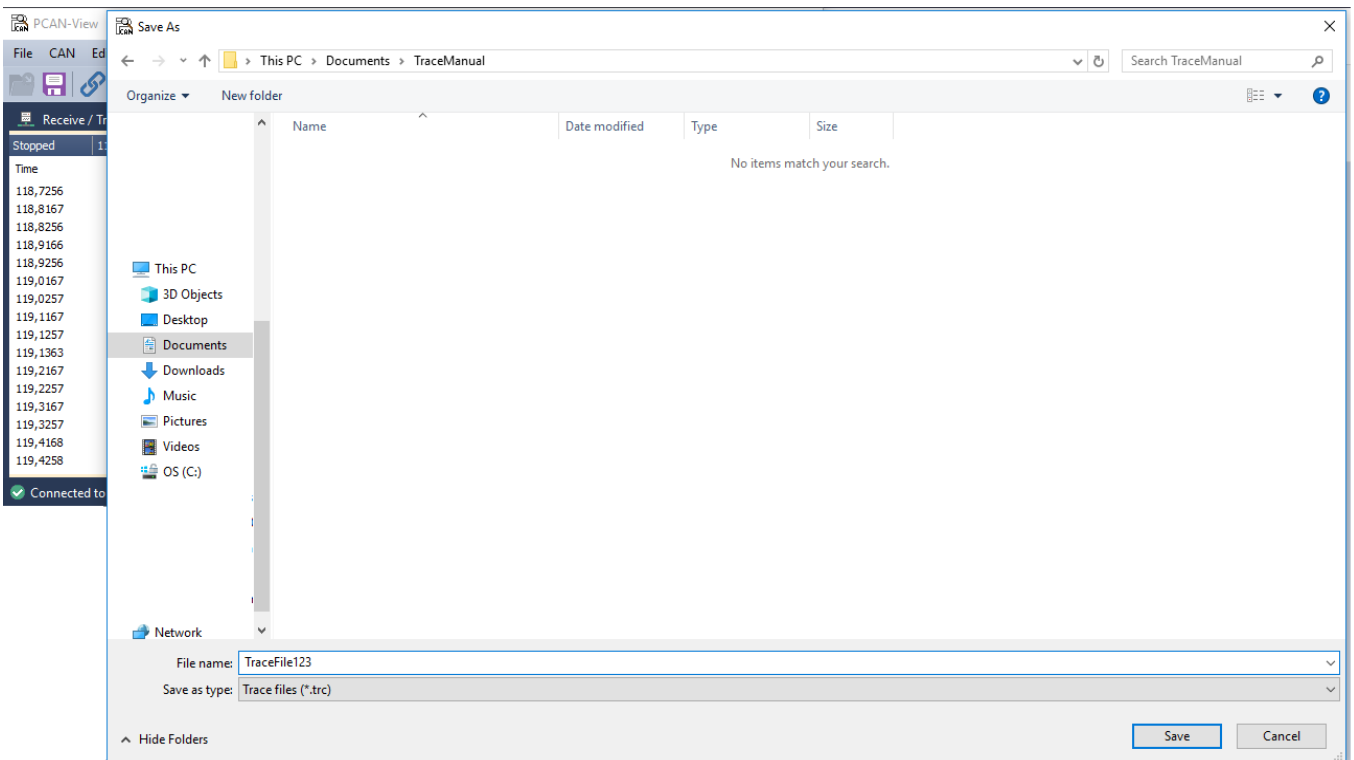 PCAN-View
Save As
File CAN Ed
This PC > Documents > TraceManual
Search TraceManual
Organize
New folder
Receive / Tr
Name
Date modified
Type
Size
Stopped
No items match your search.
Time
118,7256
118,8167
118,8256
118,9166
118,9256
119,0167
119,0257
119,1167
119,1257
119,1363
119,2167
119,2257
119,3167
119,3257
119,4168
119,4258
Connected to
This PC
3D Objects
Desktop
Documents
Downloads
Music
Pictures
Videos
OS (C:)
Network
File name: TraceFile123
Save as type: Trace files (*.trc)
Hide Folders
Save
Cancel